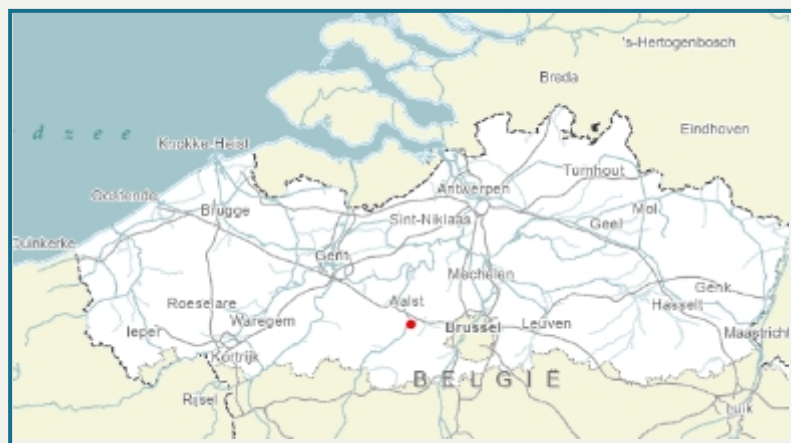 's-Hertogenbosch
Breda
Eindhoven
dzee
Knokke-Heist
Turnhout
Antwerpen
Oostende
Mol
Brugge
Sint-Niklaas
Geel
Duinkerke
Gent
Mechelen
Genk
Roeselare
Aalst
Hasselt
Waregem
Brussel
Leuven
Ieper
Maastricht
Kortrijk
BELGIË
Rijsel
Luik